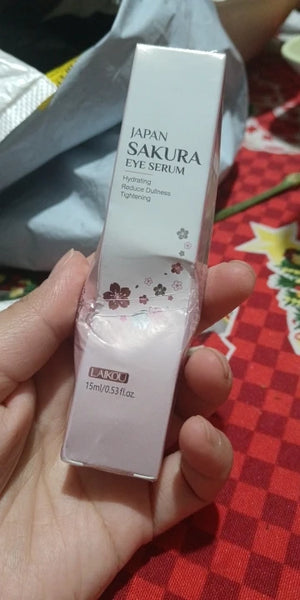 JAPAN
SAKURA
EYE SERUM
Hydrating
Reduce Dullness
Tightening
LAIKOU
15ml/0.53 fl.oz.